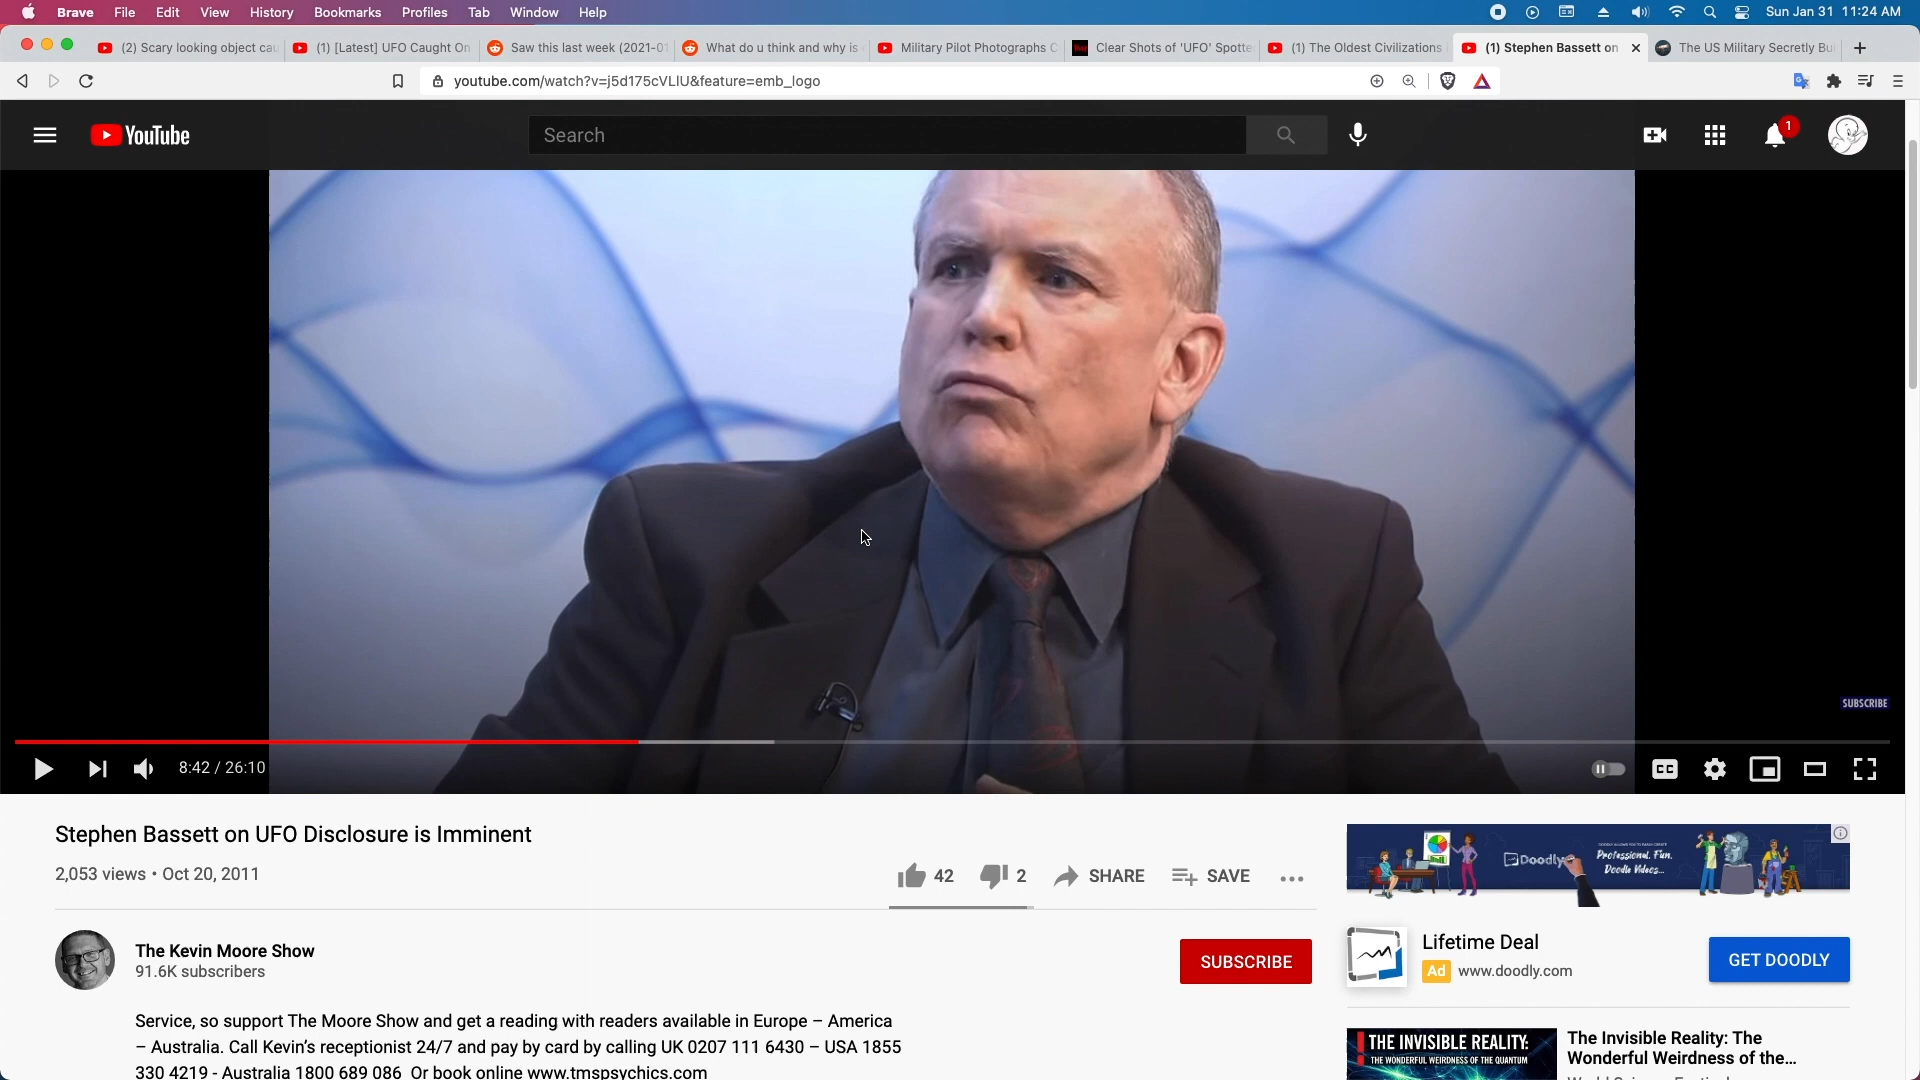 Brave File Edit View History Bookmarks Profiles Tab Window Help Sun Jan 31 11:24 AM
(2) Scary looking object cau (1) [Latest] UFO Caught On Saw this last week (2021-01 What do u think and why is Military Pilot Photographs C Clear Shots of 'UFO' Spotte (1) The Oldest Civilizations (1) Stephen Bassett on The US Military Secretly Bui
youtube.com/watch?v=j5d175cVLIU&feature=emb_logo
YouTube Search 1
SUBSCRIBE
8:42 / 26:10 CC
Stephen Bassett on UFO Disclosure is Imminent
2,053 views • Oct 20, 2011
42 2 SHARE SAVE
Doodly
Professional. Fun.
Doodle Videos...
The Kevin Moore Show
91.6K subscribers
SUBSCRIBE
Lifetime Deal
Ad www.doodly.com
GET DOODLY
Service, so support The Moore Show and get a reading with readers available in Europe – America
– Australia. Call Kevin's receptionist 24/7 and pay by card by calling UK 0207 111 6430 – USA 1855
330 4219 - Australia 1800 689 086 Or book online www.tmspsychics.com
THE INVISIBLE REALITY:
THE WONDERFUL WEIRDNESS OF THE QUANTUM
The Invisible Reality: The
Wonderful Weirdness of the...